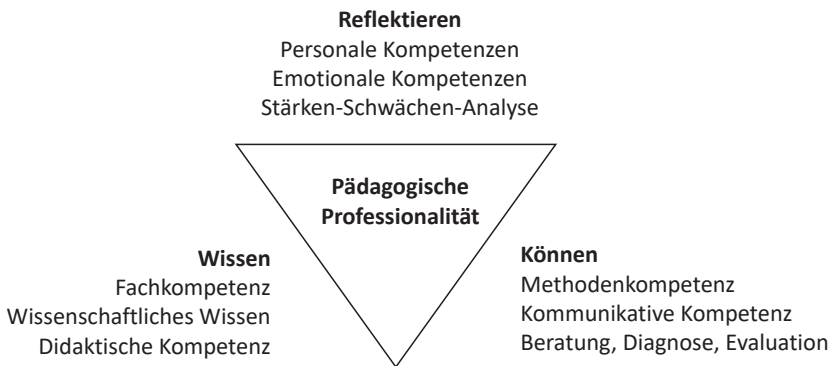 Reflektieren
Personale Kompetenzen
Emotionale Kompetenzen
Stärken-Schwächen-Analyse
Pädagogische
Professionalität
Wissen
Fachkompetenz
Wissenschaftliches Wissen
Didaktische Kompetenz
Können
Methodenkompetenz
Kommunikative Kompetenz
Beratung, Diagnose, Evaluation